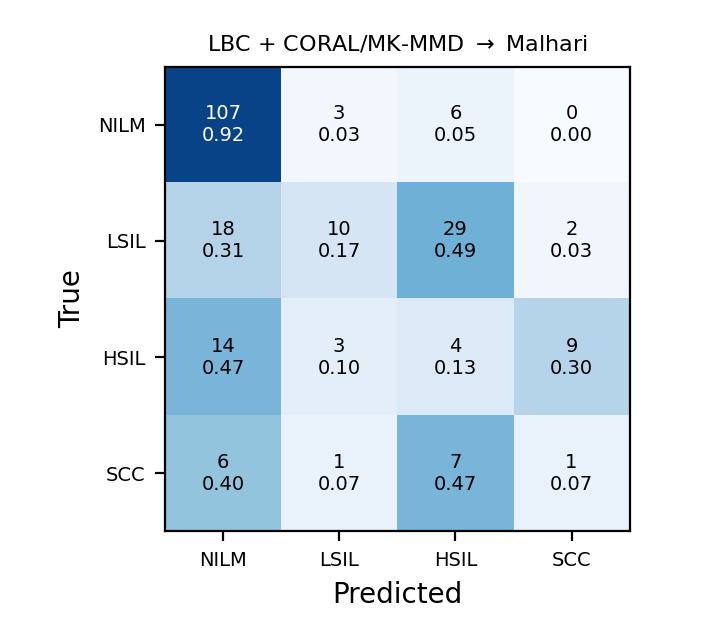 LBC + CORAL/MK-MMD → Malhari
True
NILM
107 3 6 0
0.92 0.03 0.05 0.00
LSIL
18 10 29 2
0.31 0.17 0.49 0.03
HSIL
14 3 4 9
0.47 0.10 0.13 0.30
SCC
6 1 7 1
0.40 0.07 0.47 0.07
NILM LSIL HSIL SCC
Predicted